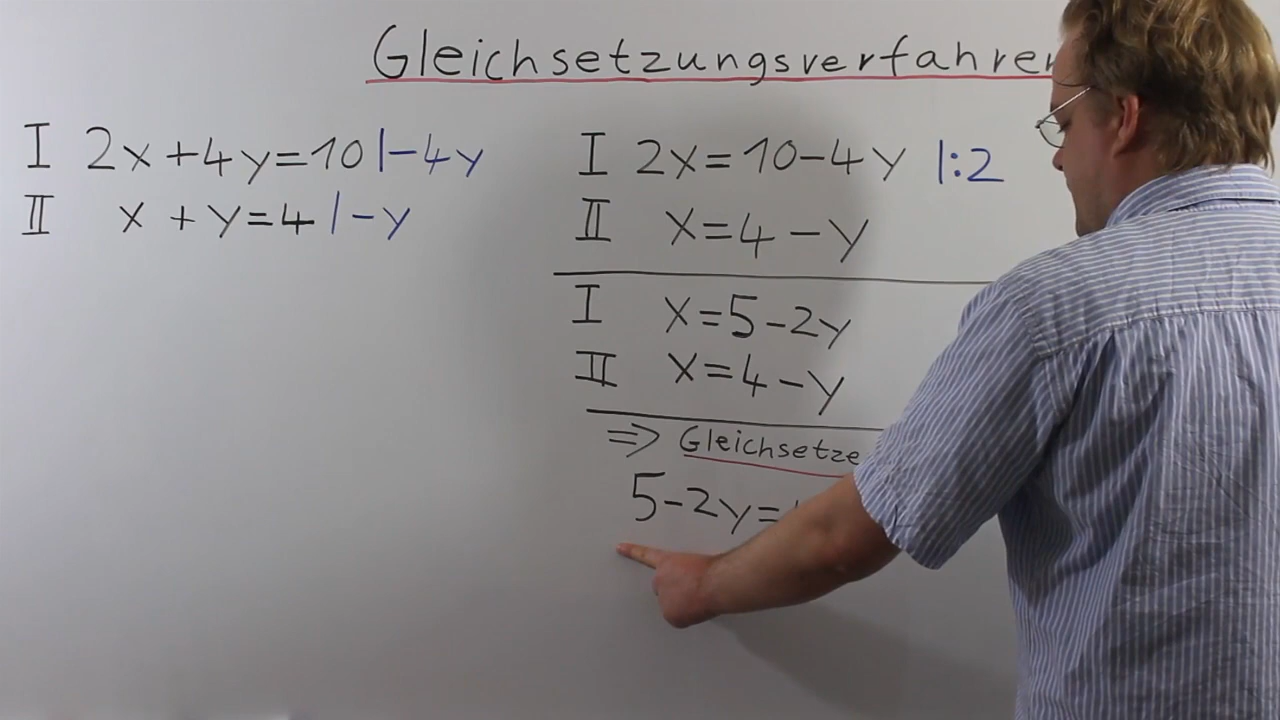 Gleichsetzungsverfahren
I 2x+4y=10 |-4y
II x+y=4 |-y
I 2x=10-4y |:2
II x=4-y
I x=5-2y
II x=4-y
=> Gleichsetze
5-2y=